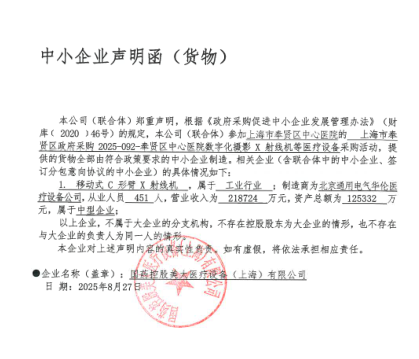 中小企业声明函（货物）
本公司（联合体）郑重声明，根据《政府采购促进中小企业发展管理办法》（财
库﹝2020﹞46号）的规定，本公司（联合体）参加上海市奉贤区中心医院的 上海市奉
贤区政府采购 2025-092-奉贤区中心医院数字化摄影 X 射线机等医疗设备采购活动，提
供的货物全部由符合政策要求的中小企业制造。相关企业（含联合体中的中小企业、签
订分包意向协议的中小企业）的具体情况如下：
1. 移动式 C 形臂 X 射线机 ，属于 工业行业 ；制造商为北京通用电气华伦医
疗设备公司，从业人员 451 人，营业收入为 218724 万元，资产总额为 125332 万
元，属于 中型企业；
以上企业，不属于大企业的分支机构，不存在控股股东为大企业的情形，也不存在
与大企业的负责人为同一人的情形。
本企业对上述声明内容的真实性负责。如有虚假，将依法承担相应责任。
●企业名称（盖章）：国药控股美太医疗设备（上海）有限公司
日 期：2025年8月27日